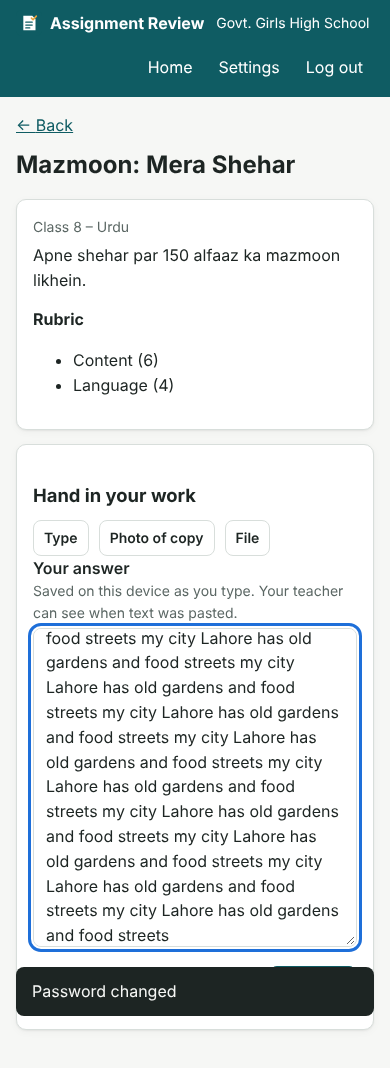 Assignment Review Govt. Girls High School
Home Settings Log out
← Back
Mazmoon: Mera Shehar
Class 8 – Urdu
Apne shehar par 150 alfaaz ka mazmoon
likhein.
Rubric
• Content (6)
• Language (4)
Hand in your work
Type Photo of copy File
Your answer
Saved on this device as you type. Your teacher
can see when text was pasted.
food streets my city Lahore has old
gardens and food streets my city
Lahore has old gardens and food
streets my city Lahore has old gardens
and food streets my city Lahore has
old gardens and food streets my city
Lahore has old gardens and food
streets my city Lahore has old gardens
and food streets my city Lahore has
old gardens and food streets my city
Lahore has old gardens and food
streets my city Lahore has old gardens
and food streets
Password changed